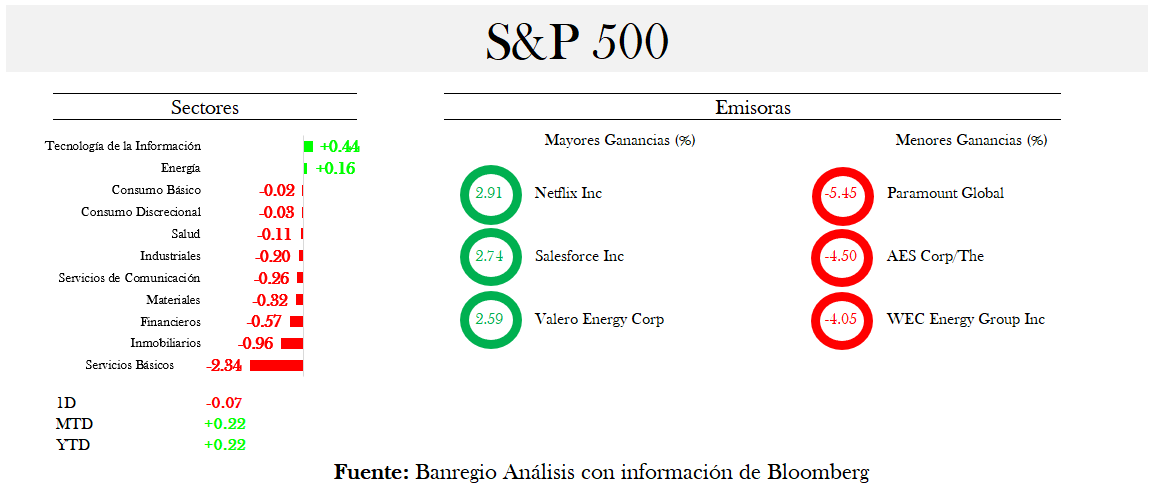 S&P 500
Sectores
Tecnología de la Información +0.44
Energía +0.16
Consumo Básico -0.02
Consumo Discrecional -0.03
Salud -0.11
Industriales -0.20
Servicios de Comunicación -0.26
Materiales -0.32
Financieros -0.57
Inmobiliarios -0.96
Servicios Básicos -2.34
1D -0.07
MTD +0.22
YTD +0.22
Emisoras
Mayores Ganancias (%)
2.91 Netflix Inc
2.74 Salesforce Inc
2.59 Valero Energy Corp
Menores Ganancias (%)
-5.45 Paramount Global
-4.50 AES Corp/The
-4.05 WEC Energy Group Inc
Fuente: Banregio Análisis con información de Bloomberg